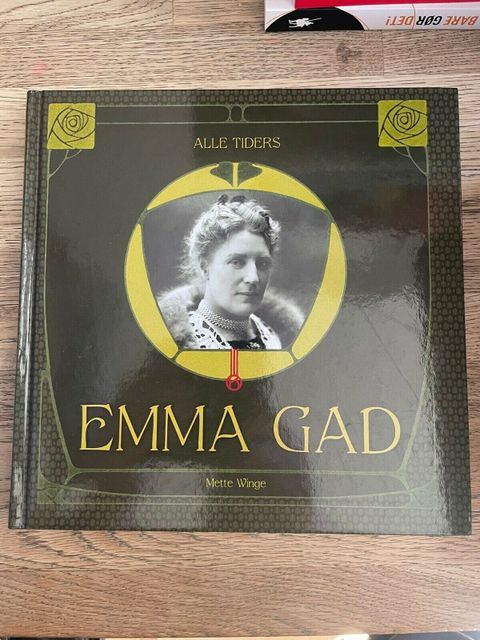 BARE GØR DET!
ALLE TIDERS
EMMA GAD
Mette Winge